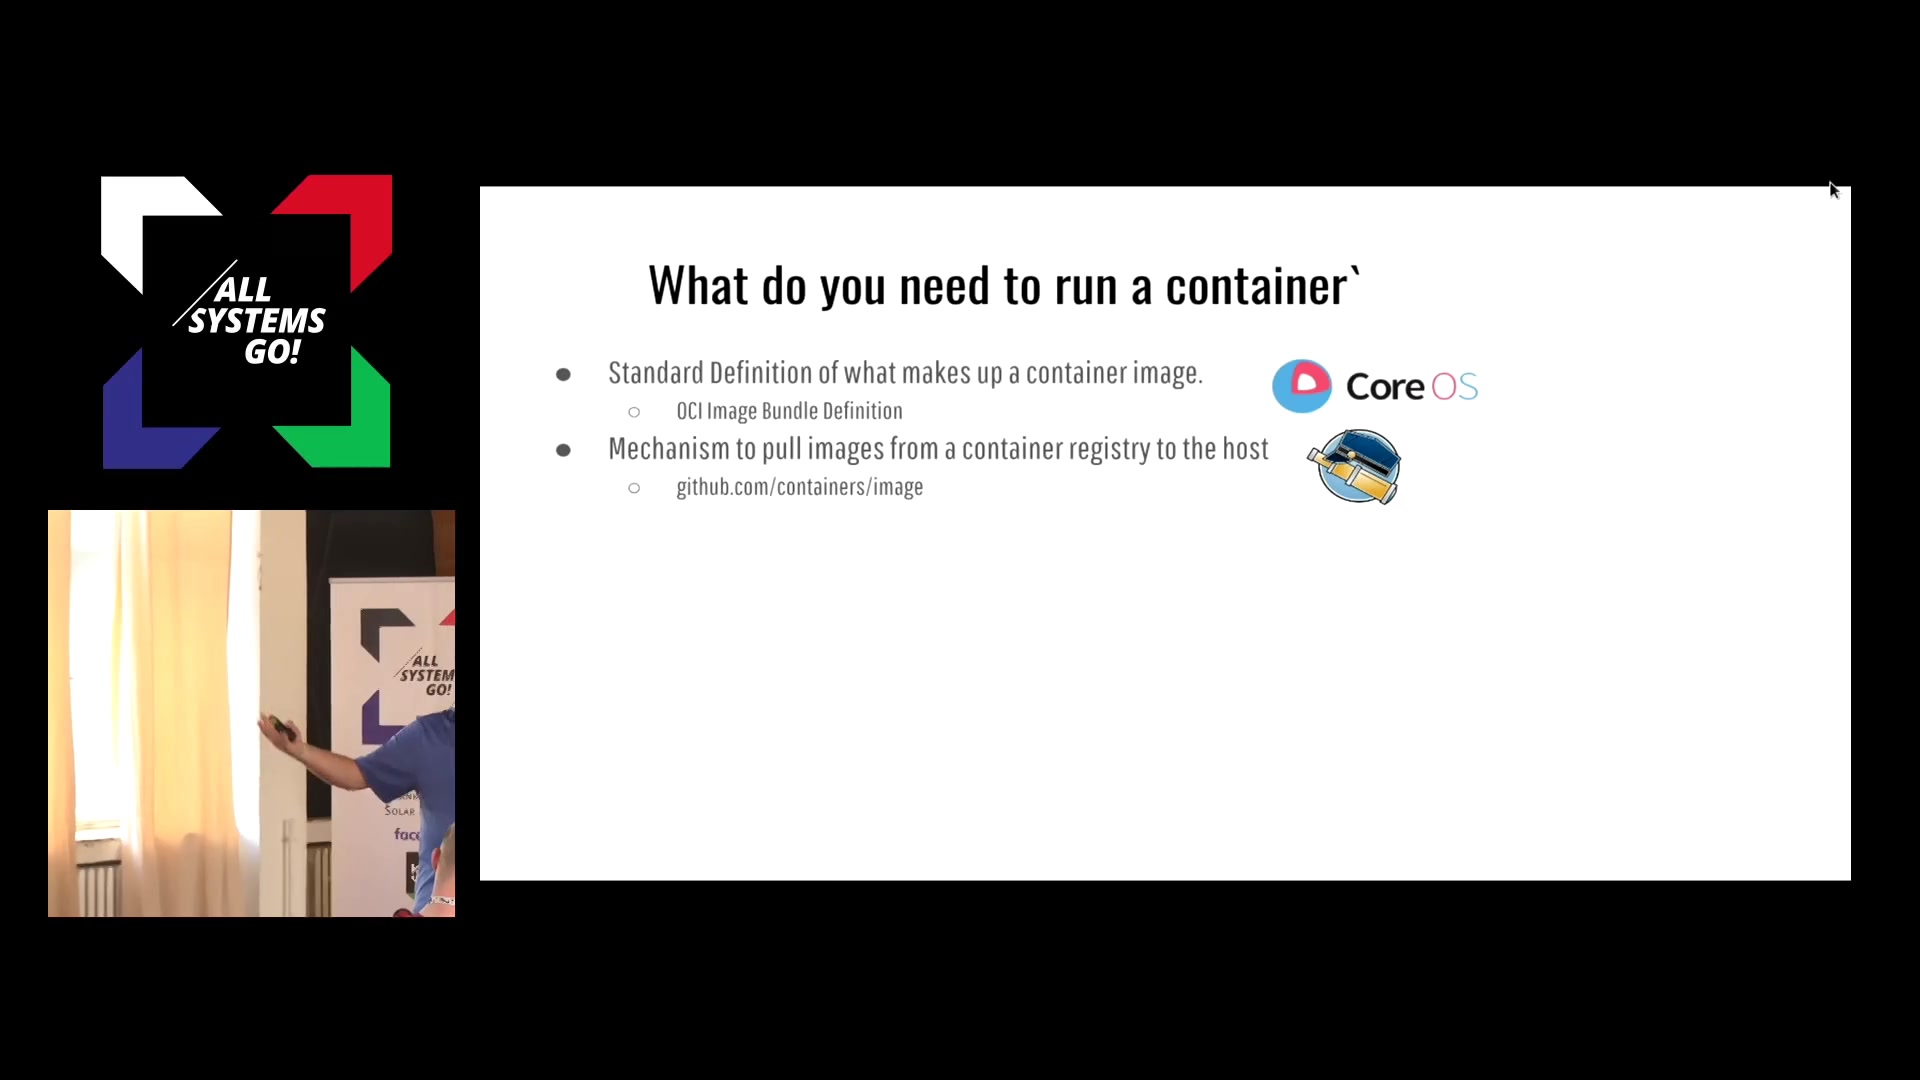 ALL
SYSTEMS
GO!
What do you need to run a container`
Standard Definition of what makes up a container image.
OCI Image Bundle Definition
Mechanism to pull images from a container registry to the host
github.com/containers/image
CoreOS
ALL
SYSTEM
GO!
SOLAR
face